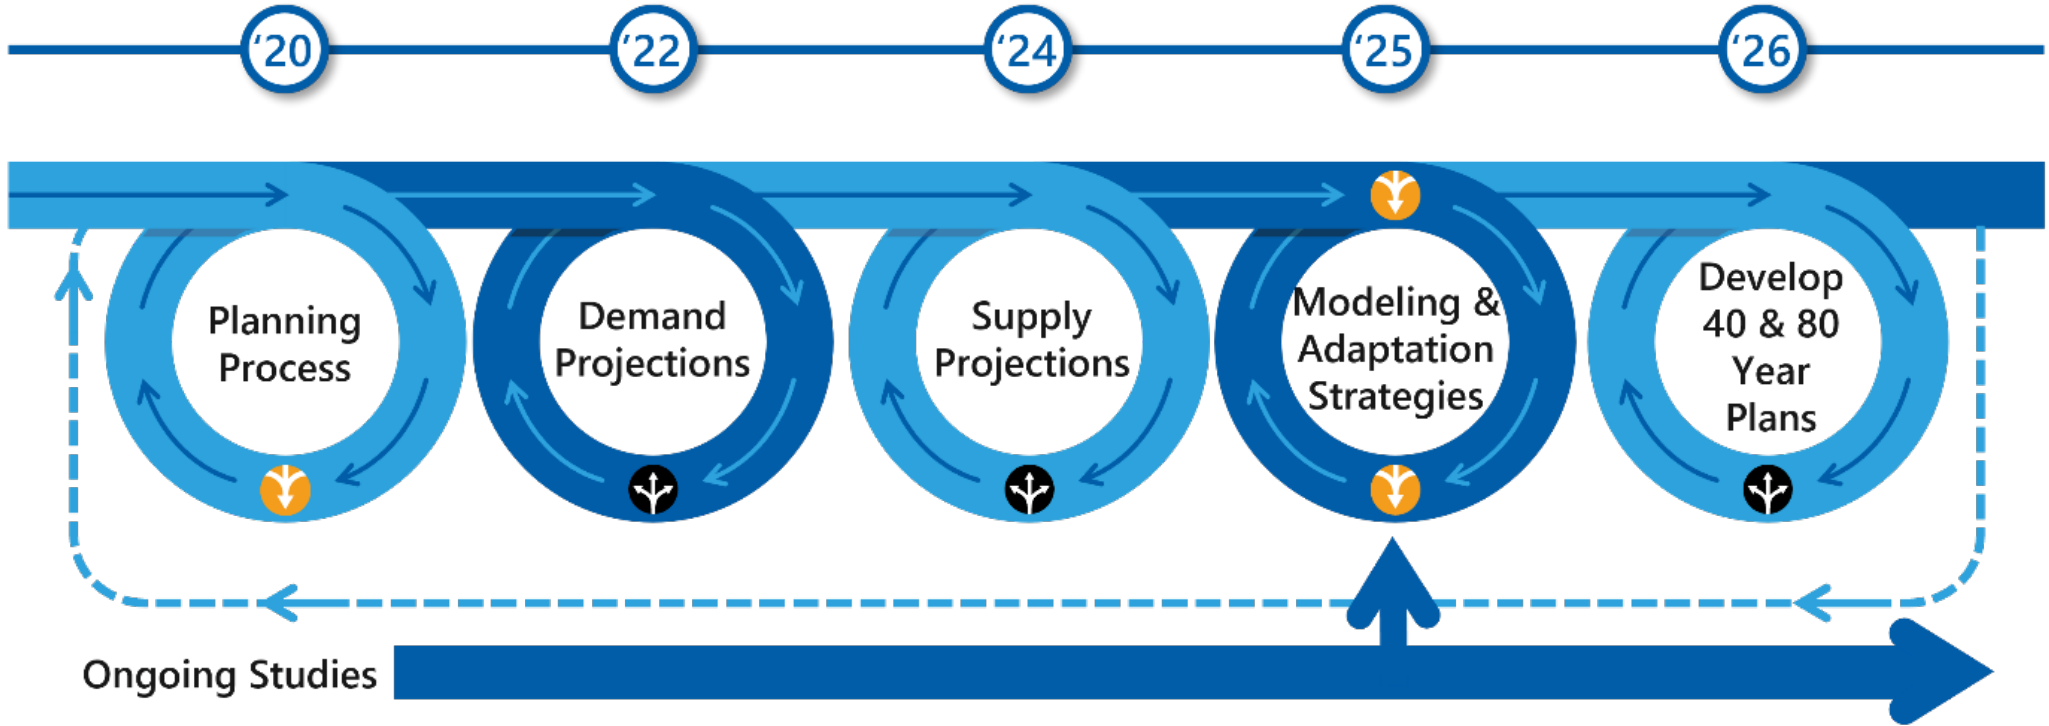 ‘20
‘22
‘24
‘25
‘26
Planning
Process
Demand
Projections
Supply
Projections
Modeling &
Adaptation
Strategies
Develop
40 & 80
Year
Plans
Ongoing Studies